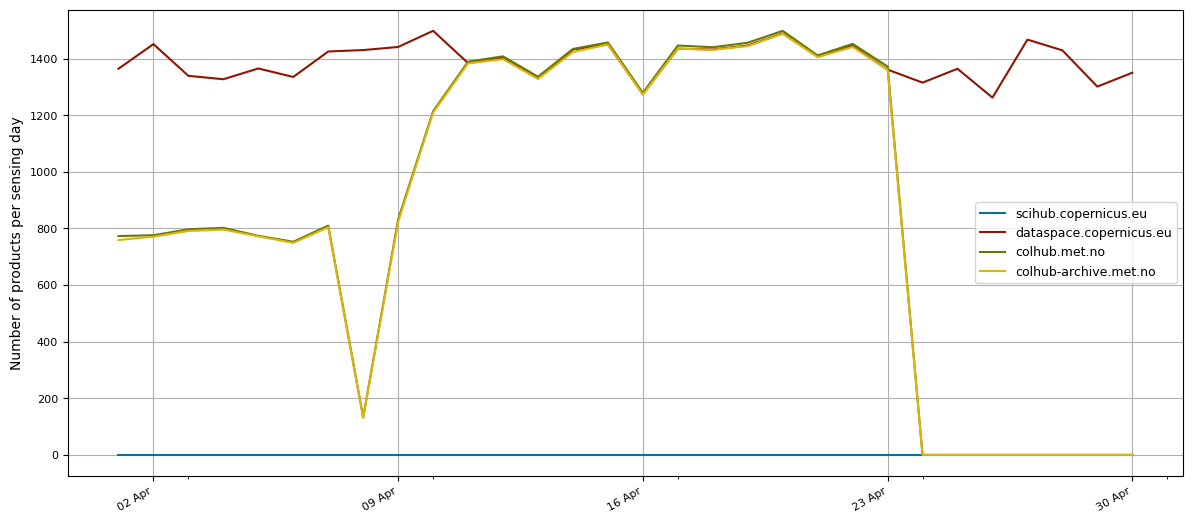 Number of products per sensing day
1400
1200
1000
800
600
400
200
0
02 Apr
09 Apr
16 Apr
23 Apr
30 Apr
scihub.copernicus.eu
dataspace.copernicus.eu
colhub.met.no
colhub-archive.met.no